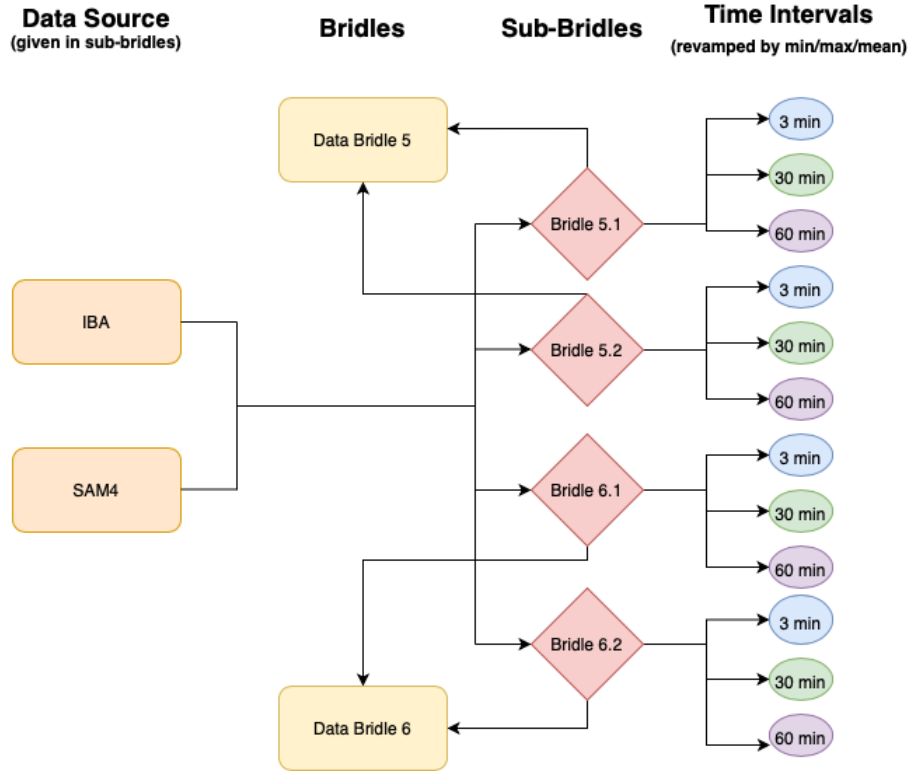 Data Source
(given in sub-bridles)
Bridles
Sub-Bridles
Time Intervals
(revamped by min/max/mean)
Data Bridle 5
Bridle 5.1
3 min
30 min
60 min
IBA
Bridle 5.2
3 min
30 min
60 min
SAM4
Bridle 6.1
3 min
30 min
60 min
Bridle 6.2
3 min
30 min
60 min
Data Bridle 6